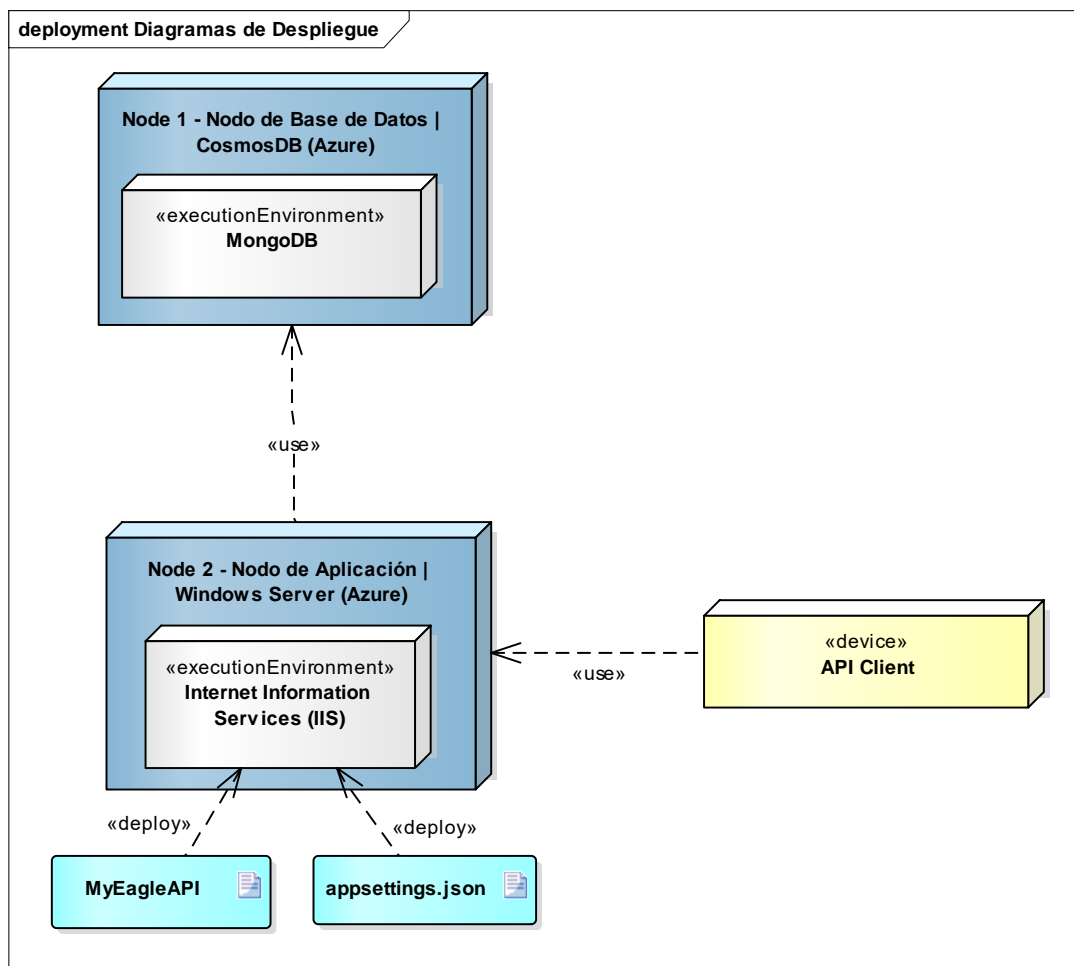 deployment Diagramas de Despliegue
Node 1 - Nodo de Base de Datos |
CosmosDB (Azure)
«executionEnvironment»
MongoDB
«use»
Node 2 - Nodo de Aplicación |
Windows Server (Azure)
«executionEnvironment»
Internet Information
Services (IIS)
«device»
API Client
«use»
«deploy»
«deploy»
MyEagleAPI
appsettings.json